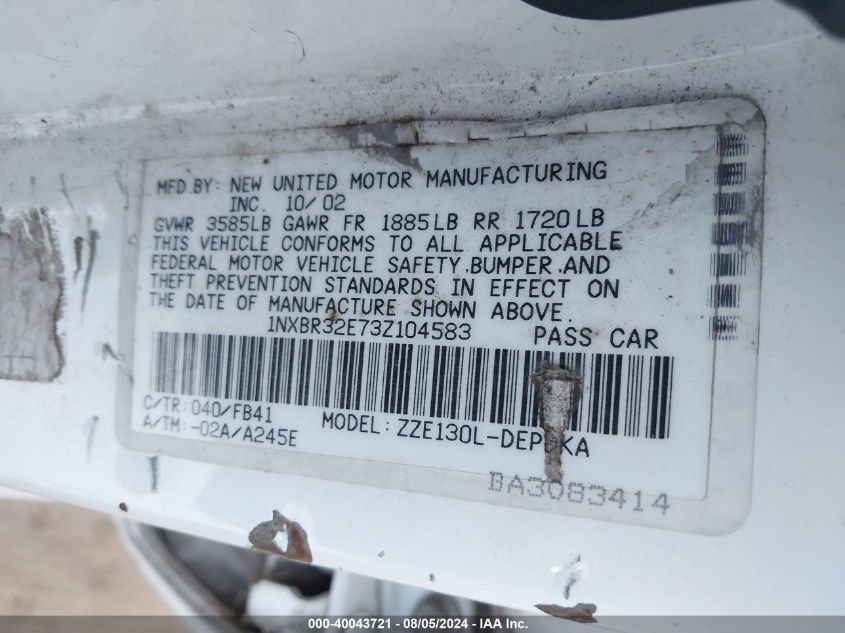 MFD.BY: NEW UNITED MOTOR MANUFACTURING
INC. 10/02
GVWR 3585LB GAWR FR 1885LB RR 1720LB
THIS VEHICLE CONFORMS TO ALL APPLICABLE
FEDERAL MOTOR VEHICLE SAFETY.BUMPER.AND
THEFT PREVENTION STANDARDS IN EFFECT ON
THE DATE OF MANUFACTURE SHOWN ABOVE.
1NXBR32E73Z104583 PASS CAR
C/TR: 040/FB41
A/TM: -02A/A245E
MODEL:
BA3083414
000-40043721 - 08/05/2024 - IAA Inc.